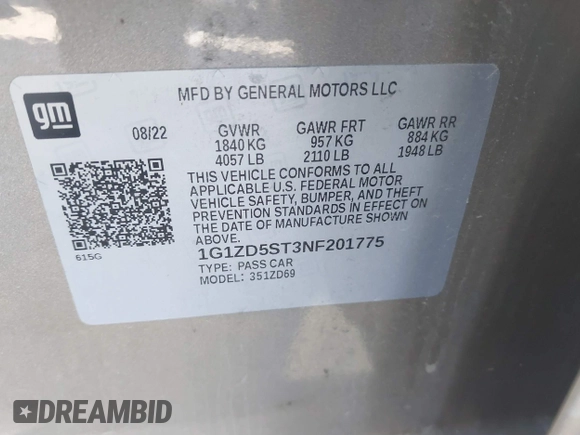 gm
MFD BY GENERAL MOTORS LLC
08/22 GVWR GAWR FRT GAWR RR
1840 KG 957 KG 884 KG
4057 LB 2110 LB 1948 LB
THIS VEHICLE CONFORMS TO ALL
APPLICABLE U.S. FEDERAL MOTOR
VEHICLE SAFETY, BUMPER, AND THEFT
PREVENTION STANDARDS IN EFFECT ON
THE DATE OF MANUFACTURE SHOWN
ABOVE.
615G
1G1ZD5ST3NF201775
TYPE: PASS CAR
MODEL: 351ZD69
DREAMBID